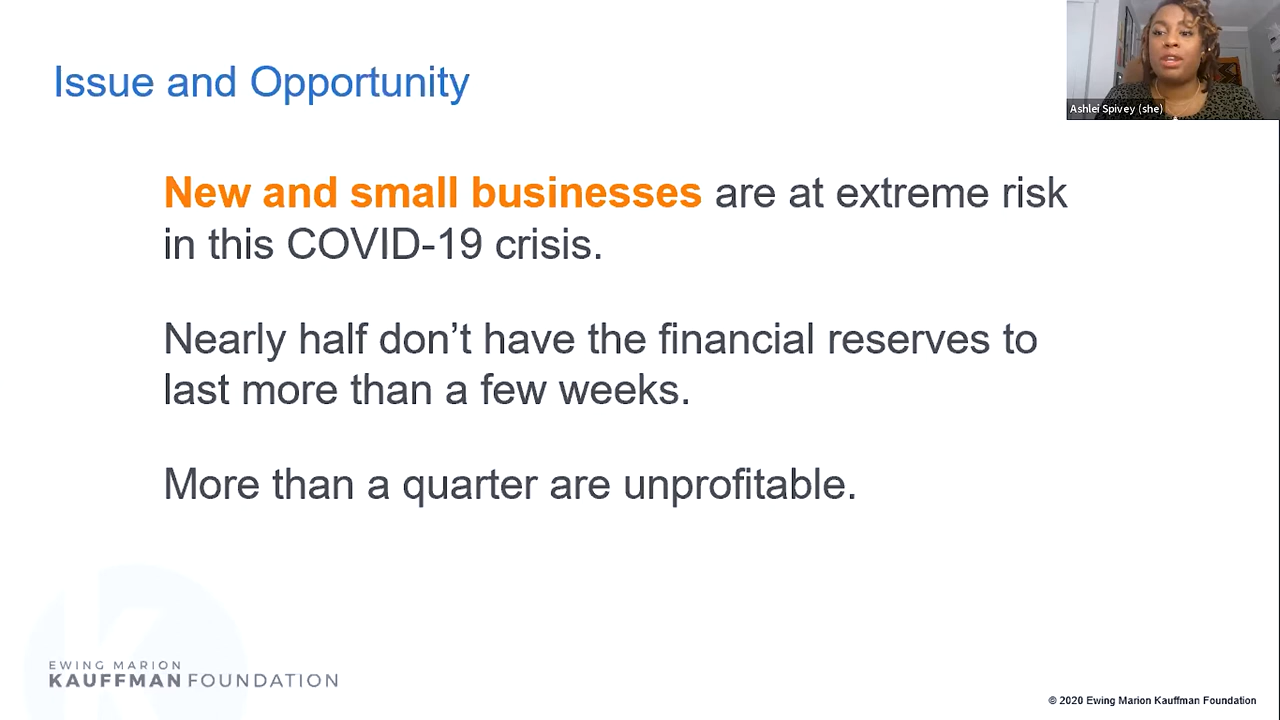 Issue and Opportunity
Ashlei Spivey (she)
New and small businesses are at extreme risk
in this COVID-19 crisis.
Nearly half don’t have the financial reserves to
last more than a few weeks.
More than a quarter are unprofitable.
EWING MARION
KAUFFMAN FOUNDATION
© 2020 Ewing Marion Kauffman Foundation